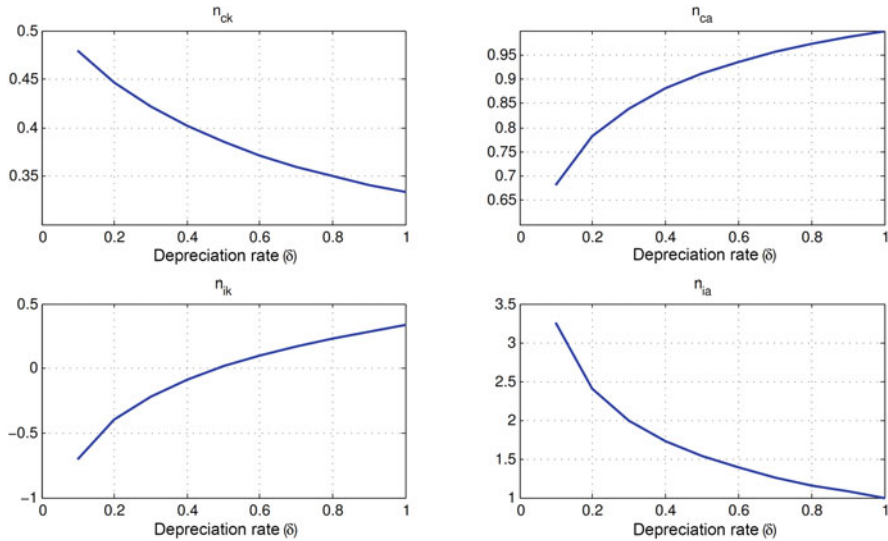 n_ck
0.5
0.45
0.4
0.35
0 0.2 0.4 0.6 0.8 1
Depreciation rate (δ)
n_ca
0.95
0.9
0.85
0.8
0.75
0.7
0.65
0 0.2 0.4 0.6 0.8 1
Depreciation rate (δ)
n_ik
0.5
0
−0.5
−1
0 0.2 0.4 0.6 0.8 1
Depreciation rate (δ)
n_ia
3.5
3
2.5
2
1.5
1
0 0.2 0.4 0.6 0.8 1
Depreciation rate (δ)